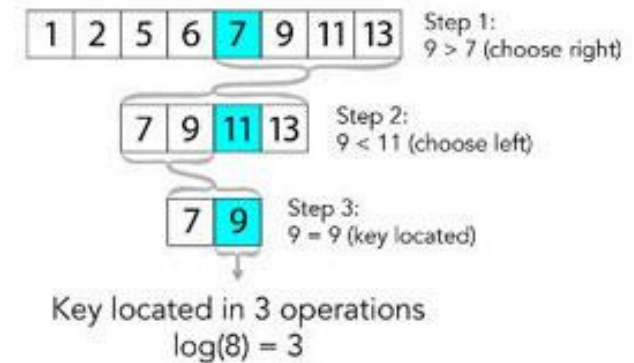 1 2 5 6 7 9 11 13
Step 1:
9 > 7 (choose right)
7 9 11 13
Step 2:
9 < 11 (choose left)
7 9
Step 3:
9 = 9 (key located)
Key located in 3 operations
log(8) = 3